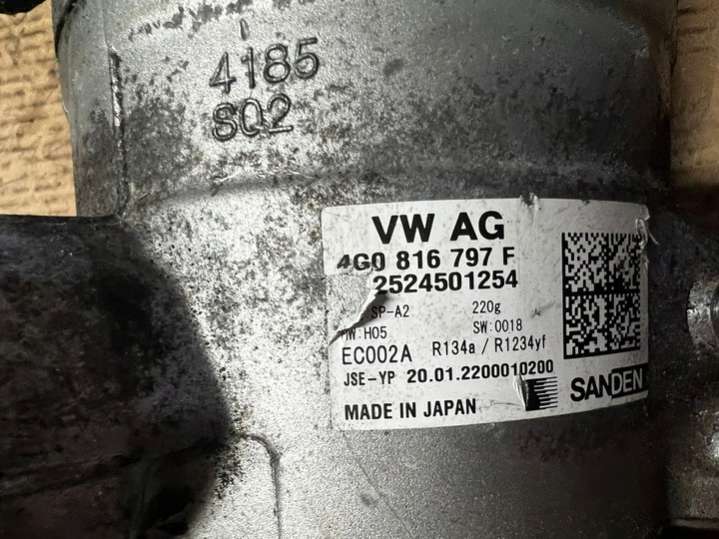 4185
S02
VW AG
4G0 816 797 F
2524501254
SP-A2 220g
HW:H05 SW:0018
EC002A R134a / R1234yf
JSE-YP 20.01.2200010200
MADE IN JAPAN
SANDEN